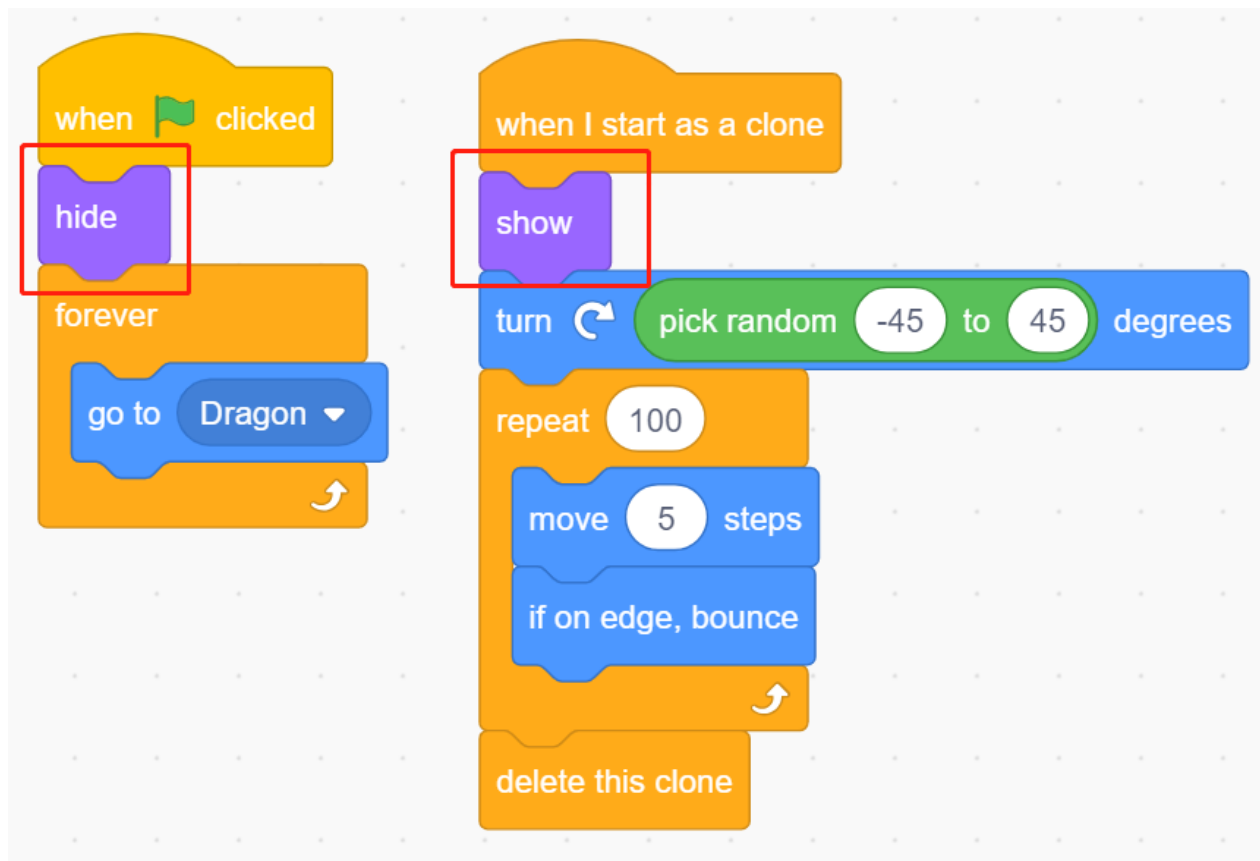 when clicked
hide
forever
go to Dragon
when I start as a clone
show
turn pick random -45 to 45 degrees
repeat 100
move 5 steps
if on edge, bounce
delete this clone